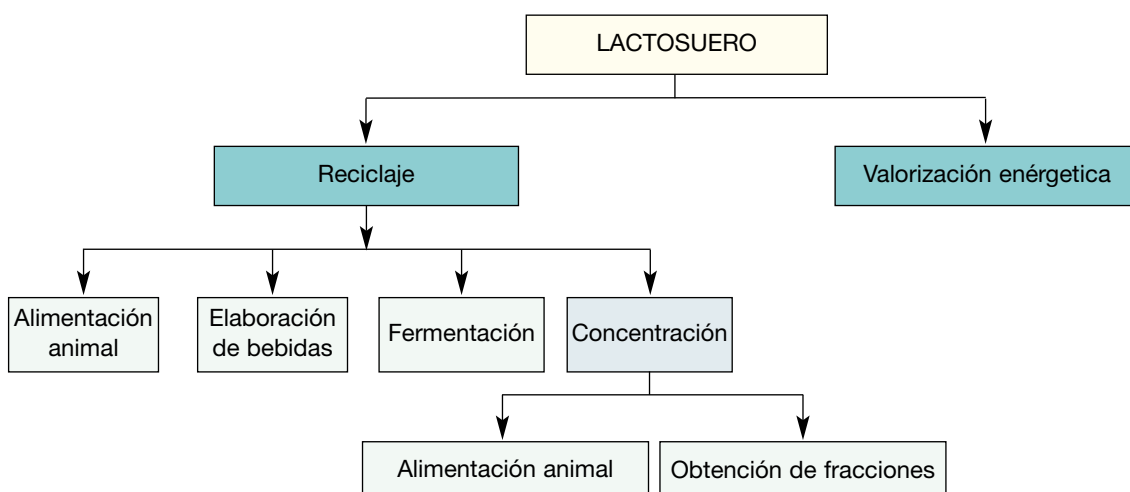 LACTOSUERO
Reciclaje
Valorización enérgetica
Alimentación
animal
Elaboración
de bebidas
Fermentación
Concentración
Alimentación animal
Obtención de fracciones